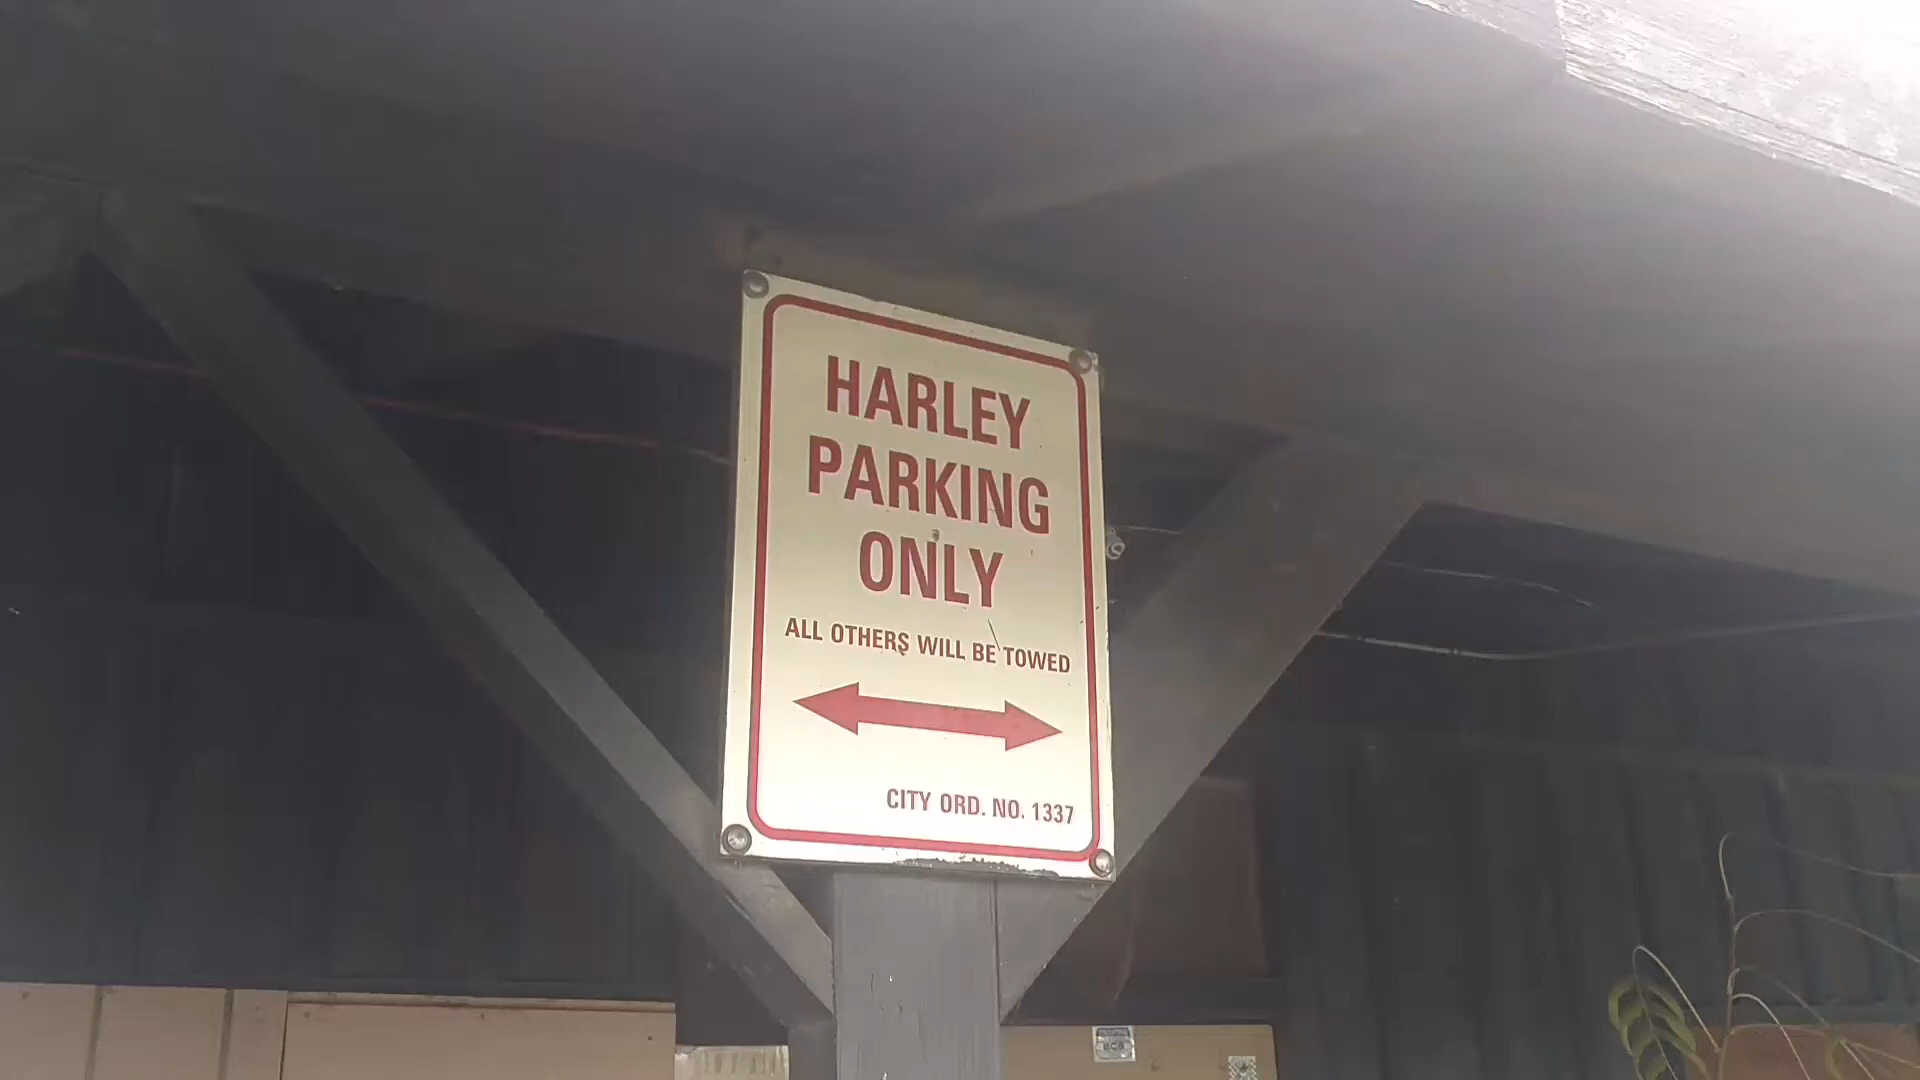 HARLEY
PARKING
ONLY
ALL OTHERS WILL BE TOWED
CITY ORD. NO. 1337